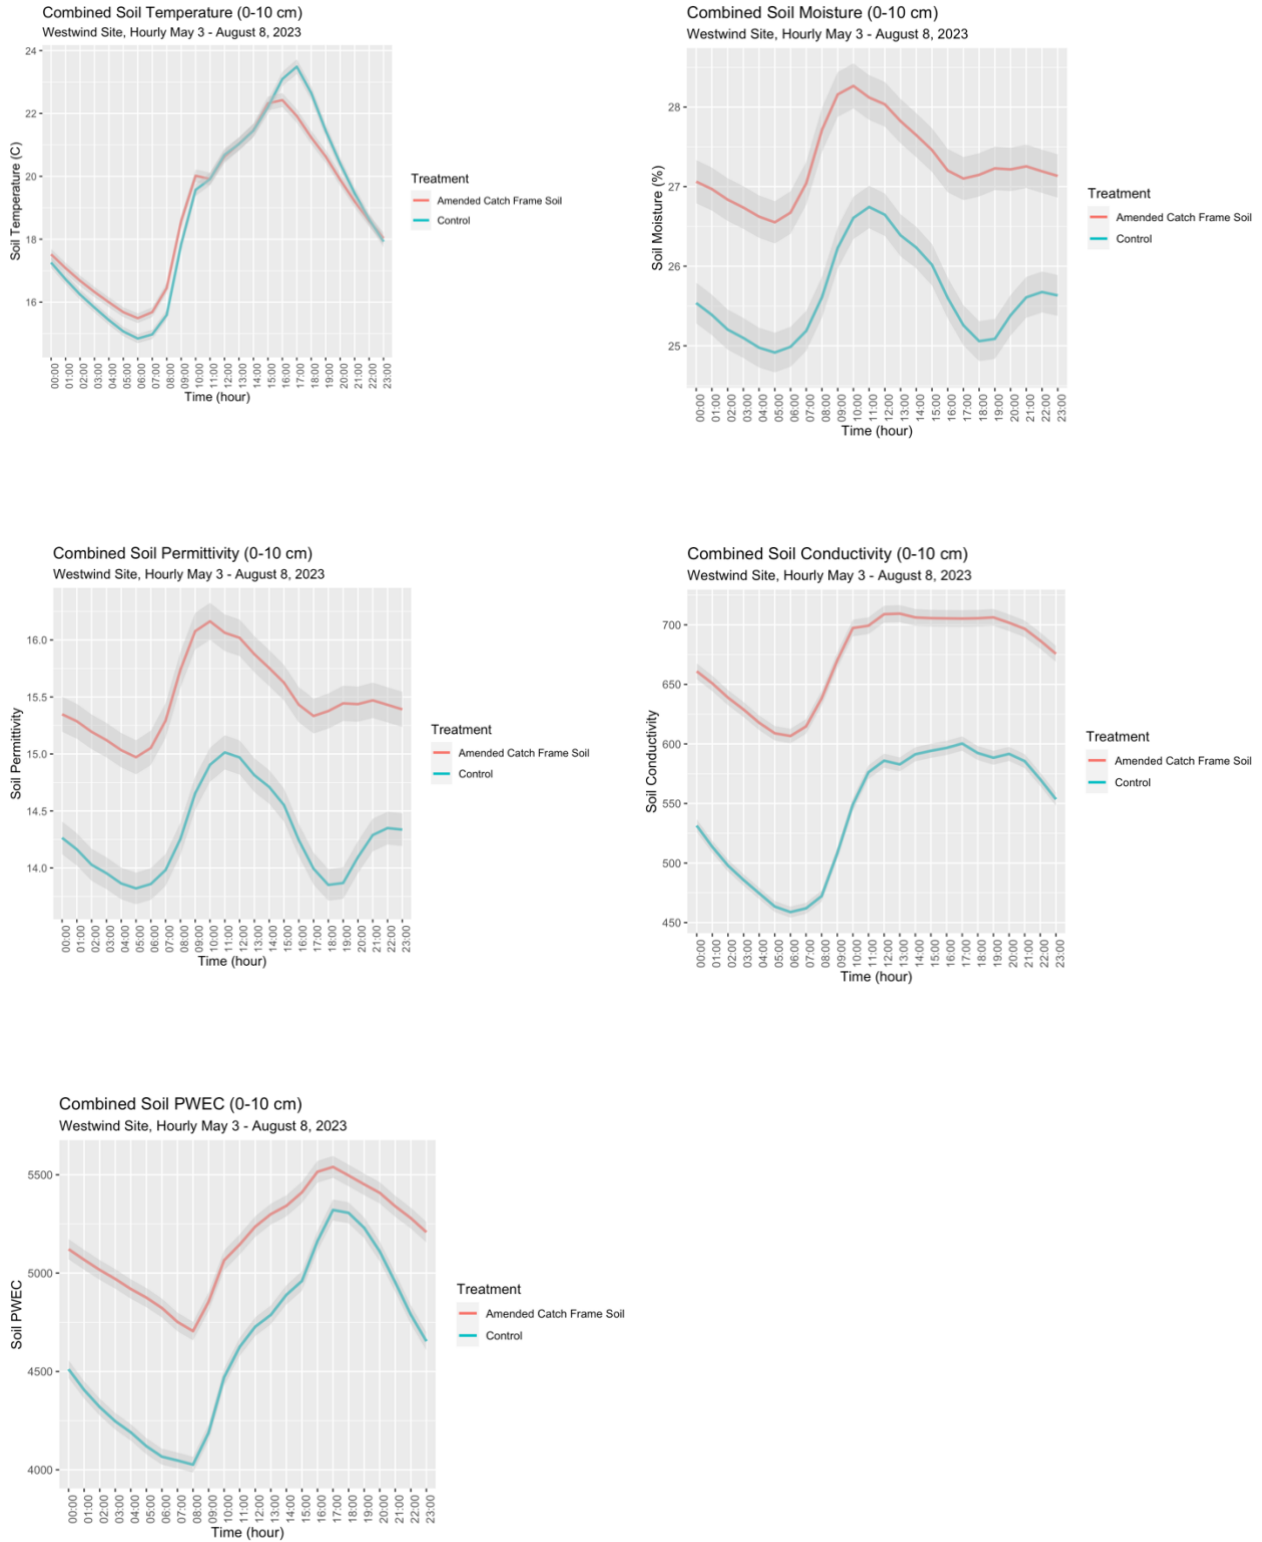 Combined Soil Temperature (0-10 cm)
Westwind Site, Hourly May 3 - August 8, 2023
Soil Temperature (C)
24
22
20
18
16
00:00 01:00 02:00 03:00 04:00 05:00 06:00 07:00 08:00 09:00 10:00 11:00 12:00 13:00 14:00 15:00 16:00 17:00 18:00 19:00 20:00 21:00 22:00 23:00
Time (hour)
Treatment
Amended Catch Frame Soil
Control
Combined Soil Moisture (0-10 cm)
Westwind Site, Hourly May 3 - August 8, 2023
Soil Moisture (%)
28
27
26
25
00:00 01:00 02:00 03:00 04:00 05:00 06:00 07:00 08:00 09:00 10:00 11:00 12:00 13:00 14:00 15:00 16:00 17:00 18:00 19:00 20:00 21:00 22:00 23:00
Time (hour)
Treatment
Amended Catch Frame Soil
Control
Combined Soil Permittivity (0-10 cm)
Westwind Site, Hourly May 3 - August 8, 2023
Soil Permittivity
16.0
15.5
15.0
14.5
14.0
00:00 01:00 02:00 03:00 04:00 05:00 06:00 07:00 08:00 09:00 10:00 11:00 12:00 13:00 14:00 15:00 16:00 17:00 18:00 19:00 20:00 21:00 22:00 23:00
Time (hour)
Treatment
Amended Catch Frame Soil
Control
Combined Soil Conductivity (0-10 cm)
Westwind Site, Hourly May 3 - August 8, 2023
Soil Conductivity
700
650
600
550
500
450
00:00 01:00 02:00 03:00 04:00 05:00 06:00 07:00 08:00 09:00 10:00 11:00 12:00 13:00 14:00 15:00 16:00 17:00 18:00 19:00 20:00 21:00 22:00 23:00
Time (hour)
Treatment
Amended Catch Frame Soil
Control
Combined Soil PWEC (0-10 cm)
Westwind Site, Hourly May 3 - August 8, 2023
Soil PWEC
5500
5000
4500
4000
00:00 01:00 02:00 03:00 04:00 05:00 06:00 07:00 08:00 09:00 10:00 11:00 12:00 13:00 14:00 15:00 16:00 17:00 18:00 19:00 20:00 21:00 22:00 23:00
Time (hour)
Treatment
Amended Catch Frame Soil
Control